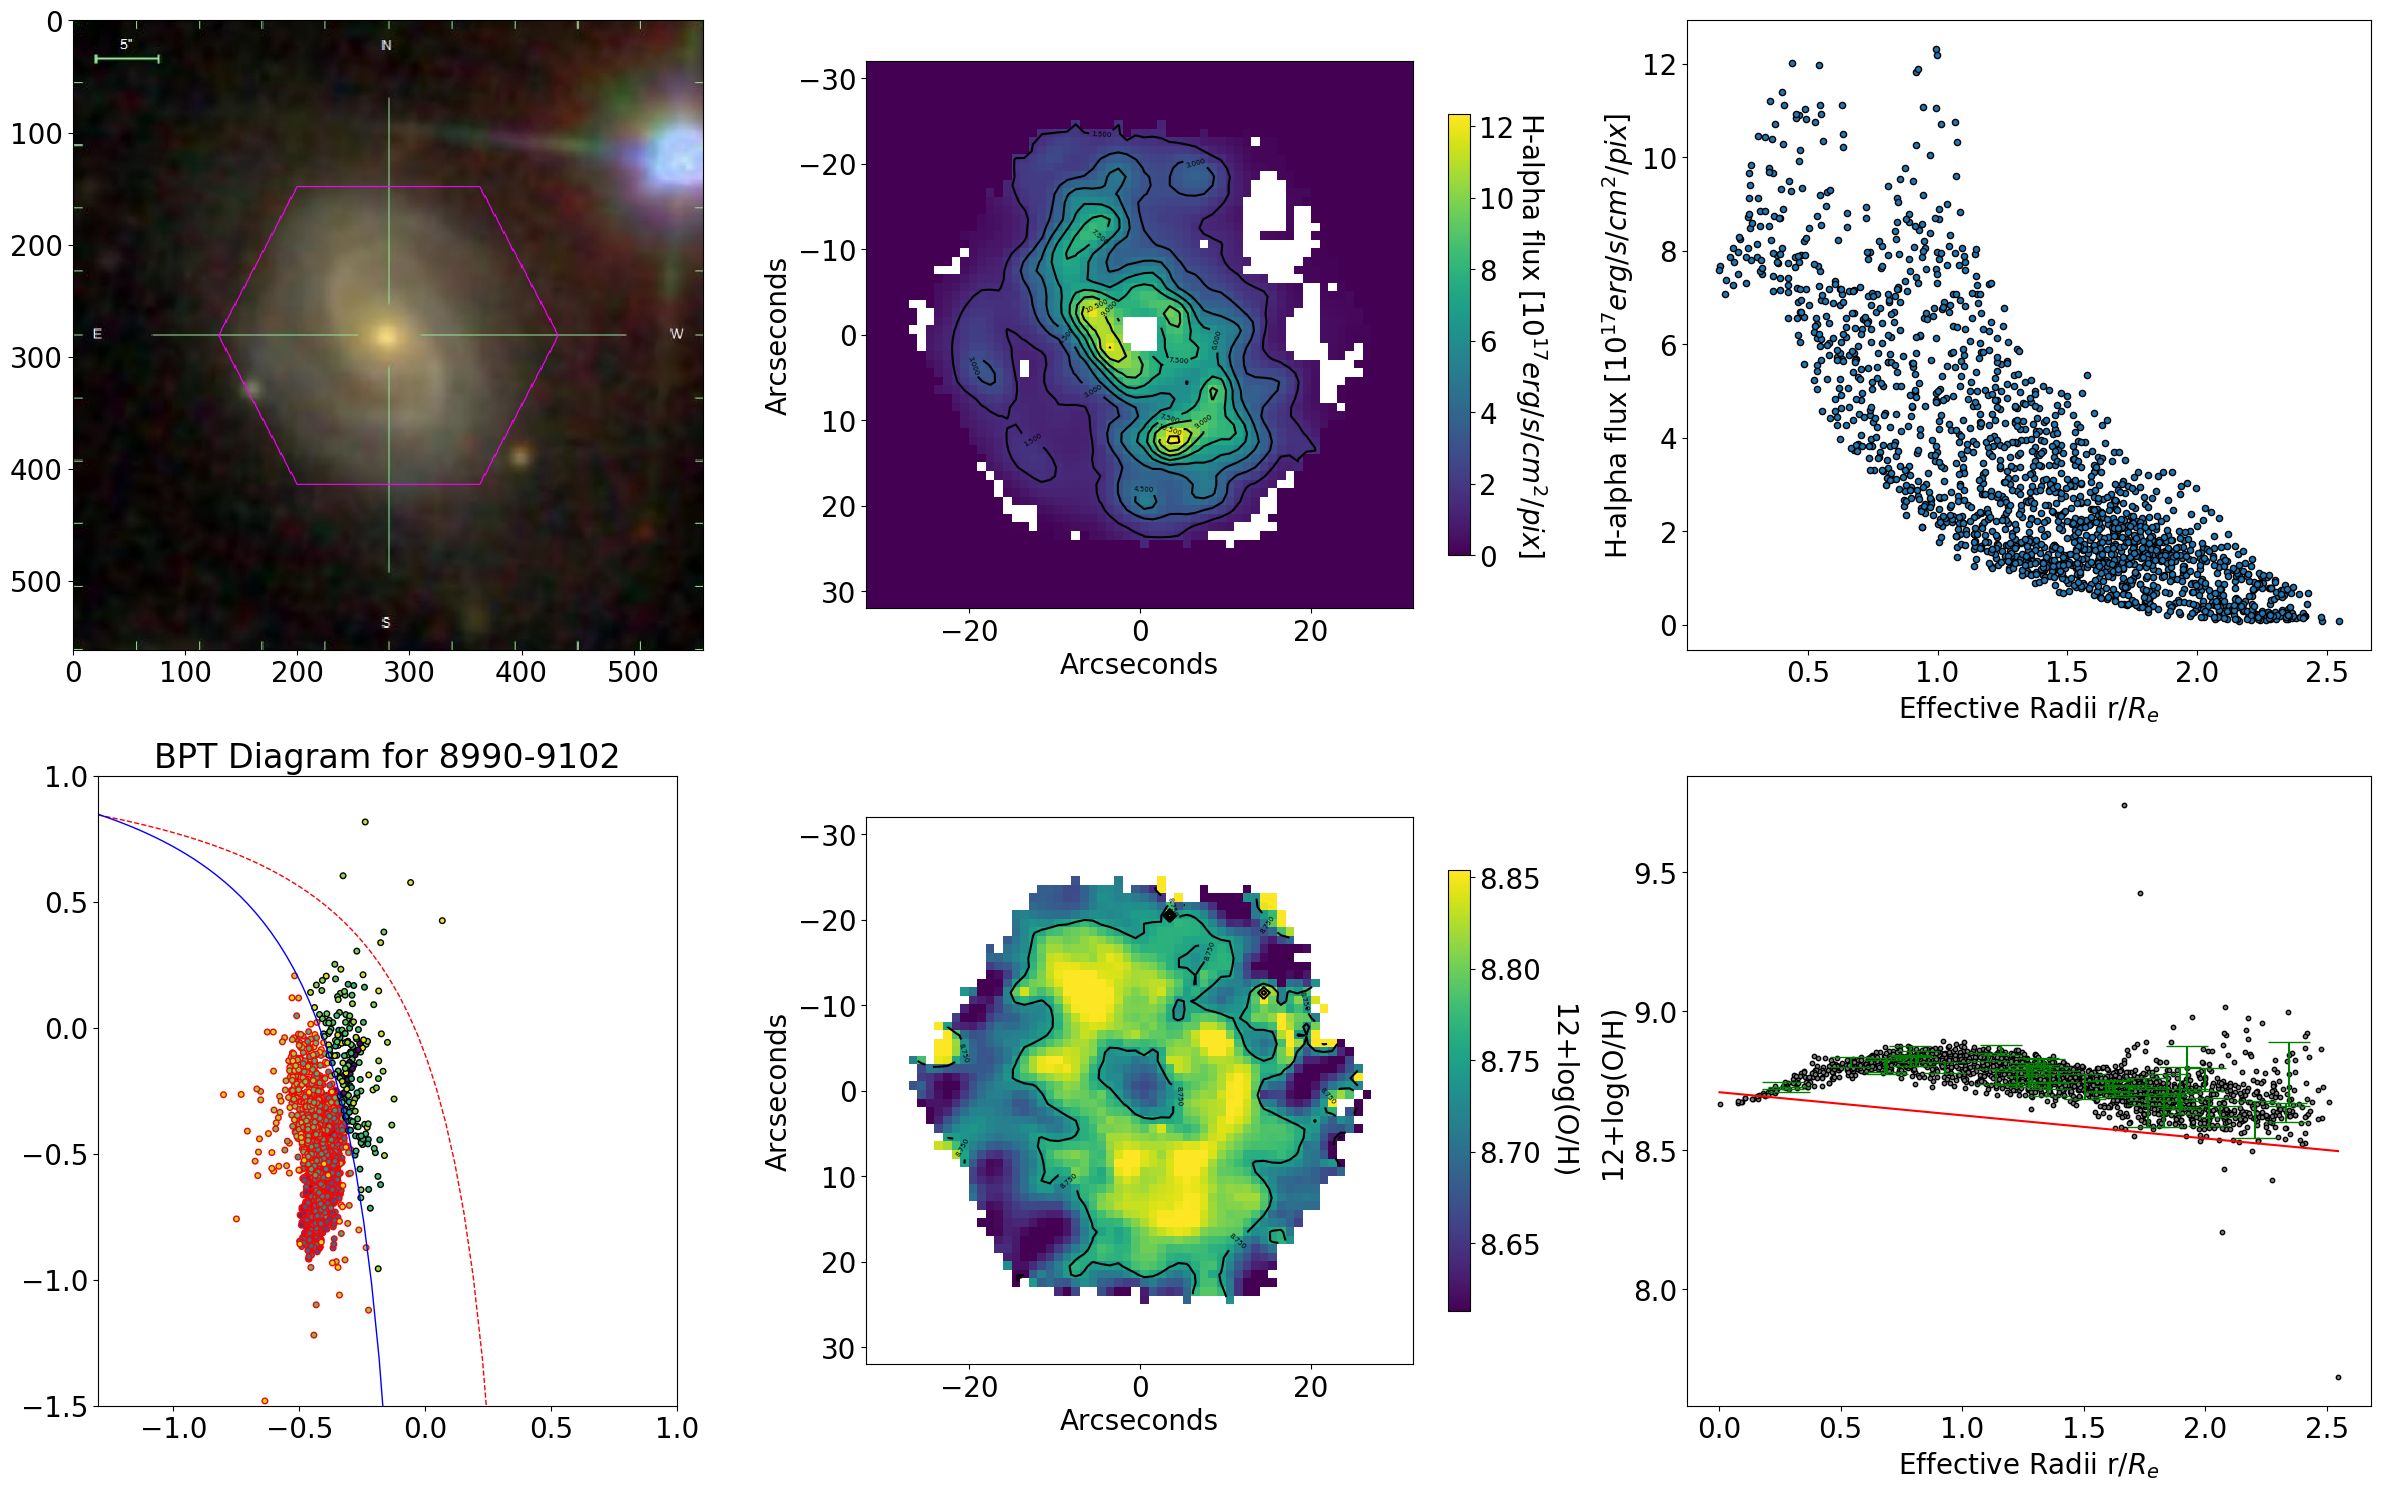 0
100
200
300
400
500
0 100 200 300 400 500
5"
N
E
W
S
−30
−20
−10
0
10
20
30
−20 0 20
Arcseconds
Arcseconds
12
10
8
6
4
2
0
H-alpha flux [10^17 erg/s/cm^2/pix]
12
10
8
6
4
2
0
H-alpha flux [10^17 erg/s/cm^2/pix]
0.5 1.0 1.5 2.0 2.5
Effective Radii r/R_e
BPT Diagram for 8990-9102
1.0
0.5
0.0
−0.5
−1.0
−1.5
−1.0 −0.5 0.0 0.5 1.0
−30
−20
−10
0
10
20
30
−20 0 20
Arcseconds
Arcseconds
8.85
8.80
8.75
8.70
8.65
12+log(O/H)
12+log(O/H)
9.5
9.0
8.5
8.0
0.0 0.5 1.0 1.5 2.0 2.5
Effective Radii r/R_e